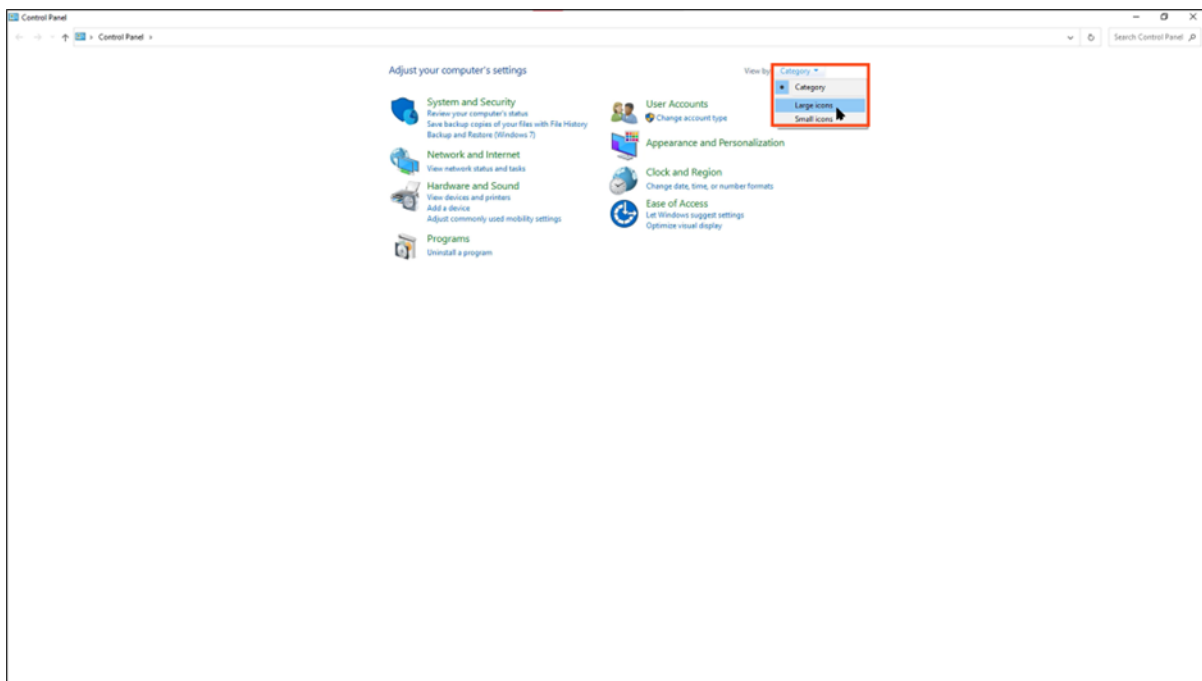 Control Panel
Control Panel
Search Control Panel
Adjust your computer's settings
View by: Category
Category
Large icons
Small icons
System and Security
Review your computer's status
Save backup copies of your files with File History
Backup and Restore (Windows 7)
Network and Internet
View network status and tasks
Hardware and Sound
View devices and printers
Add a device
Adjust commonly used mobility settings
Programs
Uninstall a program
User Accounts
Change account type
Appearance and Personalization
Clock and Region
Change date, time, or number formats
Ease of Access
Let Windows suggest settings
Optimize visual display